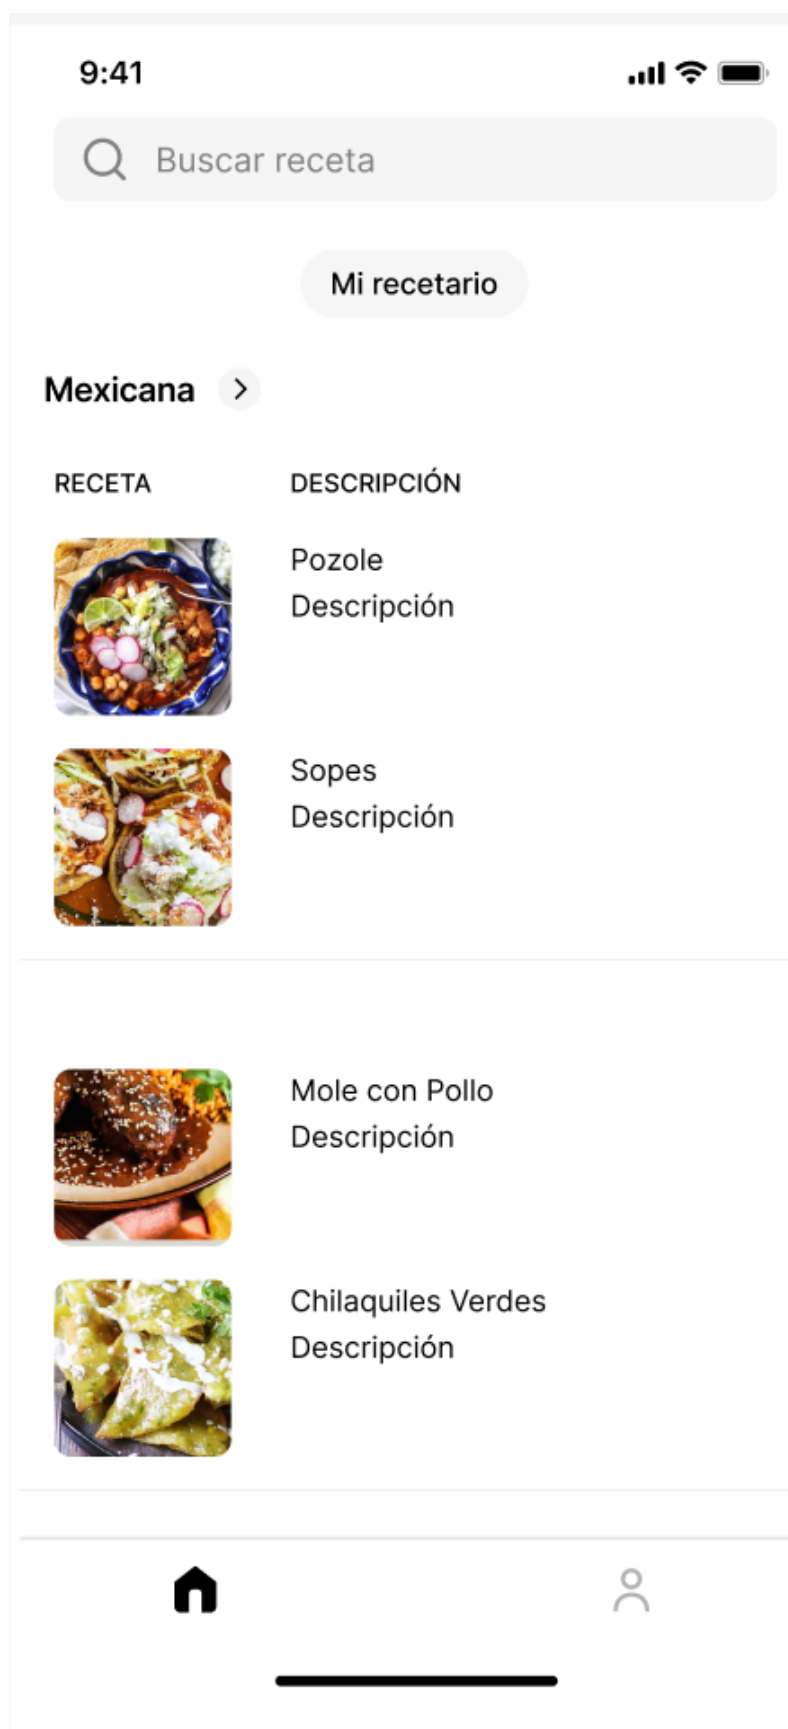 9:41
Buscar receta
Mi recetario
Mexicana
RECETA DESCRIPCIÓN
Pozole
Descripción
Sopes
Descripción
Mole con Pollo
Descripción
Chilaquiles Verdes
Descripción